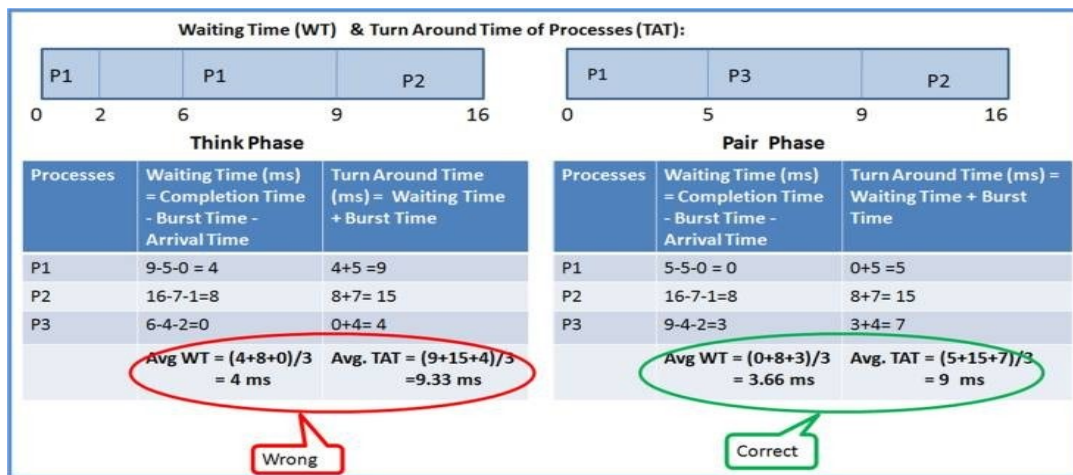 Waiting Time (WT) & Turn Around Time of Processes (TAT):
P1 P1 P2
0 2 6 9 16
Think Phase
Processes
Waiting Time (ms)
= Completion Time
- Burst Time -
Arrival Time
Turn Around Time
(ms) = Waiting Time
+ Burst Time
P1 9-5-0 = 4 4+5 =9
P2 16-7-1=8 8+7= 15
P3 6-4-2=0 0+4= 4
Avg WT = (4+8+0)/3
= 4 ms
Avg. TAT = (9+15+4)/3
=9.33 ms
Wrong
P1 P3 P2
0 5 9 16
Pair Phase
Processes
Waiting Time (ms)
= Completion Time
- Burst Time -
Arrival Time
Turn Around Time (ms) =
Waiting Time + Burst
Time
P1 5-5-0 = 0 0+5 =5
P2 16-7-1=8 8+7= 15
P3 9-4-2=3 3+4= 7
Avg WT = (0+8+3)/3
= 3.66 ms
Avg. TAT = (5+15+7)/3
= 9 ms
Correct